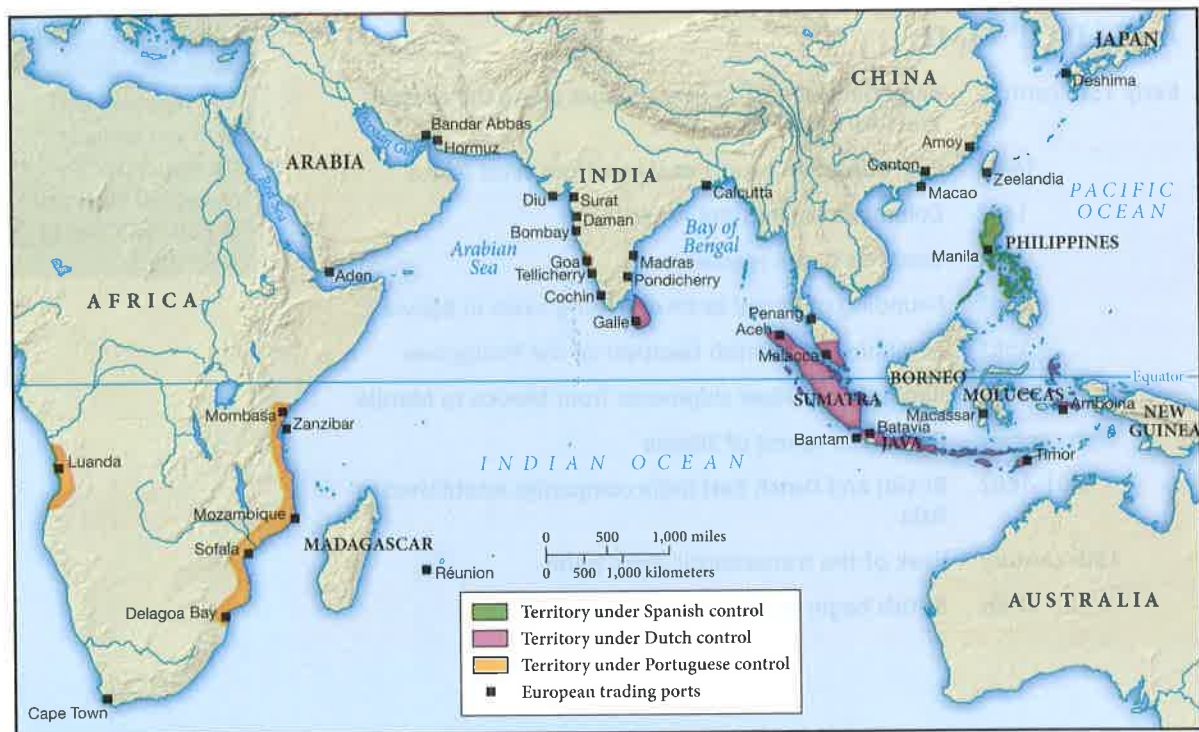 JAPAN
CHINA
Deshima
Bandar Abbas
Hormuz
Persian Gulf
Amoy
ARABIA
Canton
INDIA
Macao
Zeelandia
Calcutta
PACIFIC
OCEAN
Red Sea
Diu
Surat
Daman
Bombay
Bay of
Bengal
Arabian
Sea
Manila
PHILIPPINES
Goa
Madras
Tellicherry
Pondicherry
Aden
AFRICA
Cochin
Galle
Penang
Aceh
Malacca
Equator
BORNEO
MOLUCCAS
SUMATRA
Macassar
Amboina
NEW
GUINEA
Mombasa
Zanzibar
Batavia
Bantam
JAVA
Luanda
INDIAN OCEAN
Timor
Mozambique
Sofala
MADAGASCAR
0 500 1,000 miles
0 500 1,000 kilometers
Réunion
Delagoa Bay
AUSTRALIA
Cape Town
Territory under Spanish control
Territory under Dutch control
Territory under Portuguese control
European trading ports